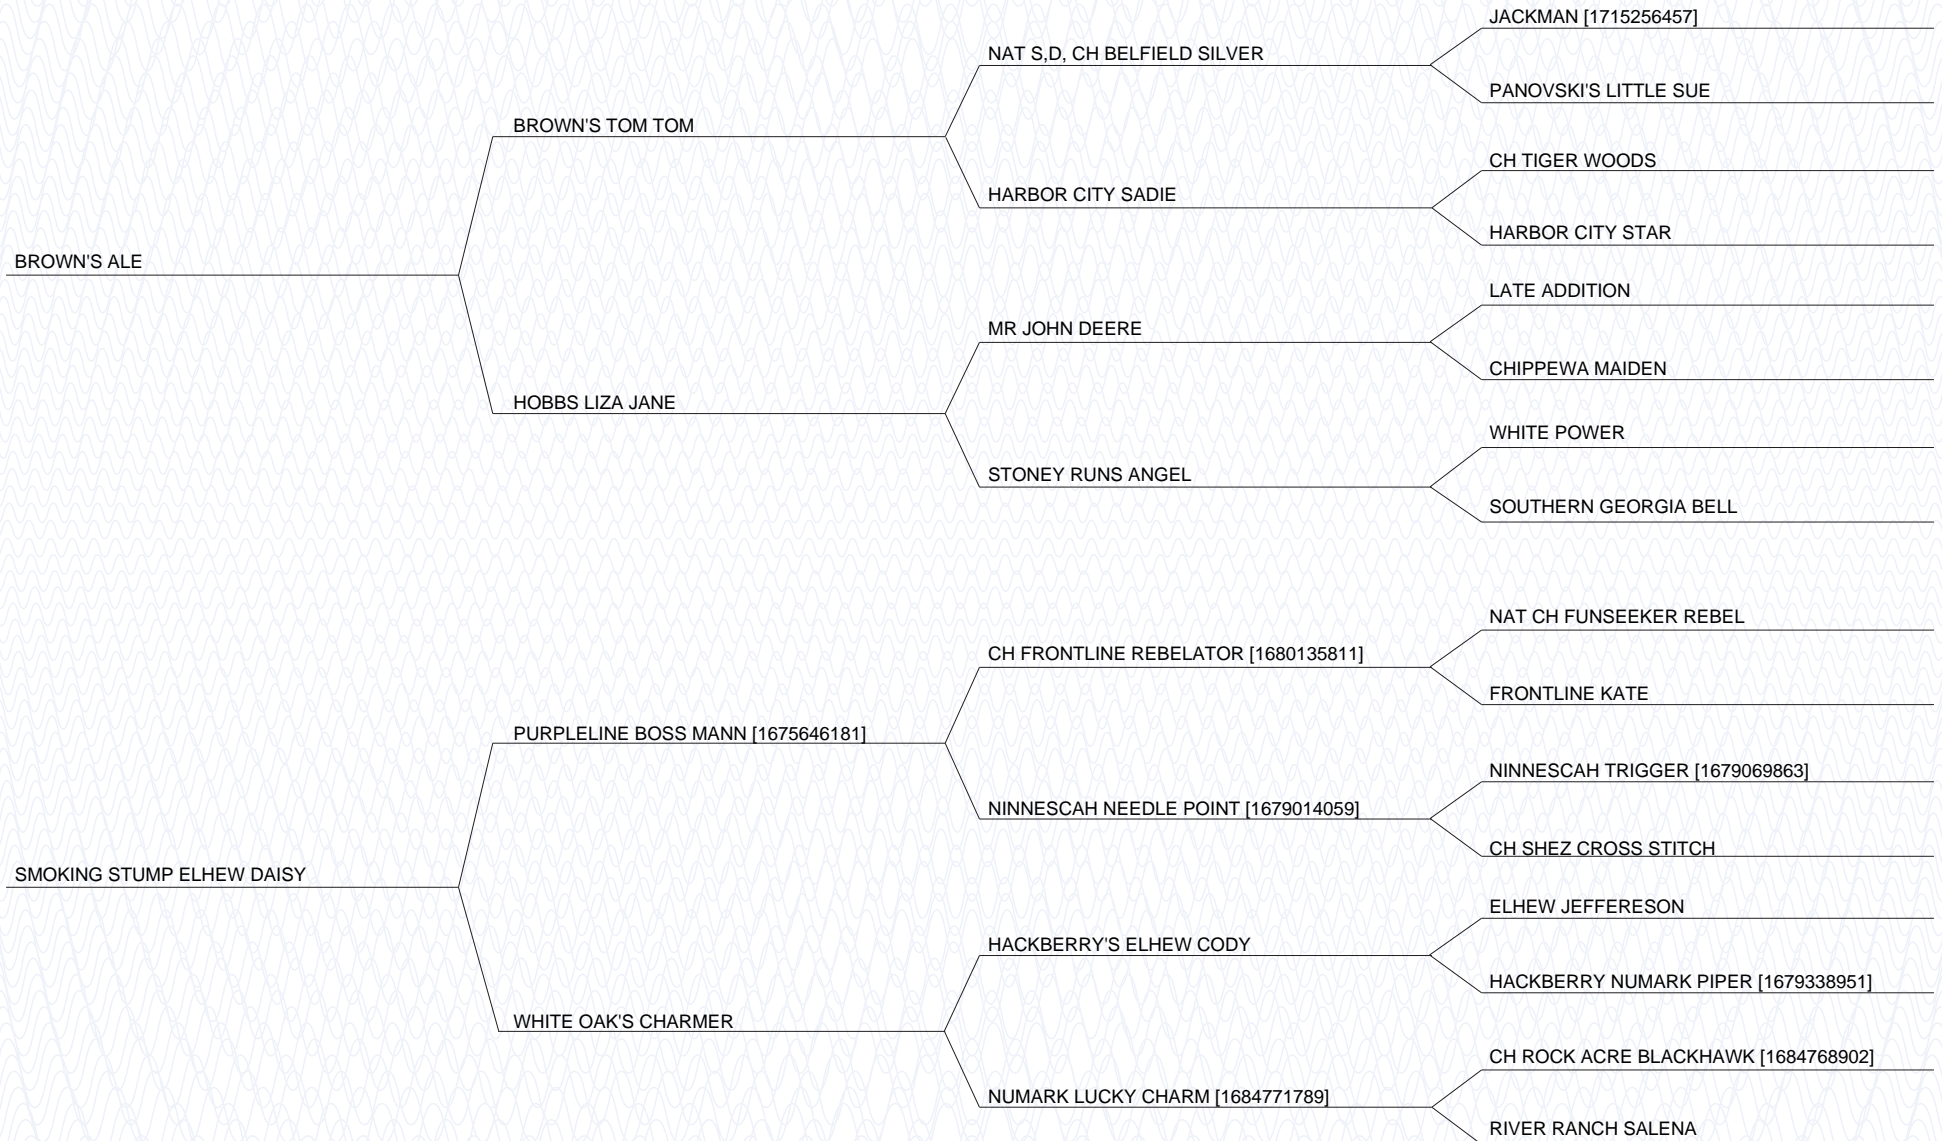 JACKMAN [1715256457]
NAT S,D, CH BELFIELD SILVER
PANOVSKI'S LITTLE SUE
BROWN'S TOM TOM
CH TIGER WOODS
HARBOR CITY SADIE
HARBOR CITY STAR
BROWN'S ALE
LATE ADDITION
MR JOHN DEERE
CHIPPEWA MAIDEN
HOBBS LIZA JANE
WHITE POWER
STONEY RUNS ANGEL
SOUTHERN GEORGIA BELL
NAT CH FUNSEEKER REBEL
CH FRONTLINE REBELATOR [1680135811]
FRONTLINE KATE
PURPLELINE BOSS MANN [1675646181]
NINNESCAH TRIGGER [1679069863]
NINNESCAH NEEDLE POINT [1679014059]
CH SHEZ CROSS STITCH
SMOKING STUMP ELHEW DAISY
ELHEW JEFFERESON
HACKBERRY'S ELHEW CODY
HACKBERRY NUMARK PIPER [1679338951]
WHITE OAK'S CHARMER
CH ROCK ACRE BLACKHAWK [1684768902]
NUMARK LUCKY CHARM [1684771789]
RIVER RANCH SALENA